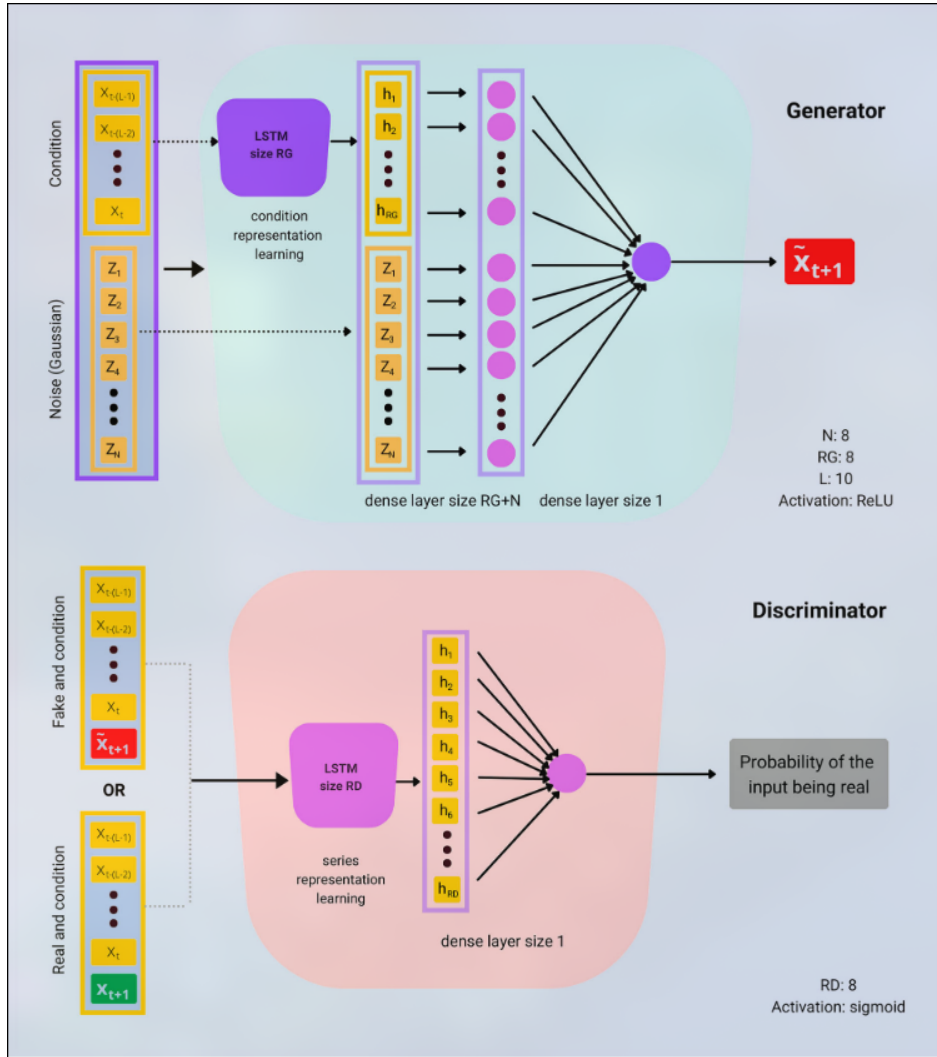 Generator
Condition
X_{t-(L-1)}
X_{t-(L-2)}
X_t
Noise (Gaussian)
Z_1
Z_2
Z_3
Z_4
Z_N
LSTM
size RG
condition
representation
learning
h_1
h_2
h_{RG}
Z_1
Z_2
Z_3
Z_4
Z_N
dense layer size RG+N
dense layer size 1
x̃_{t+1}
N: 8
RG: 8
L: 10
Activation: ReLU
Discriminator
Fake and condition
X_{t-(L-1)}
X_{t-(L-2)}
X_t
x̃_{t+1}
OR
Real and condition
X_{t-(L-1)}
X_{t-(L-2)}
X_t
x_{t+1}
LSTM
size RD
series
representation
learning
h_1
h_2
h_3
h_4
h_5
h_6
h_{RD}
dense layer size 1
Probability of the
input being real
RD: 8
Activation: sigmoid